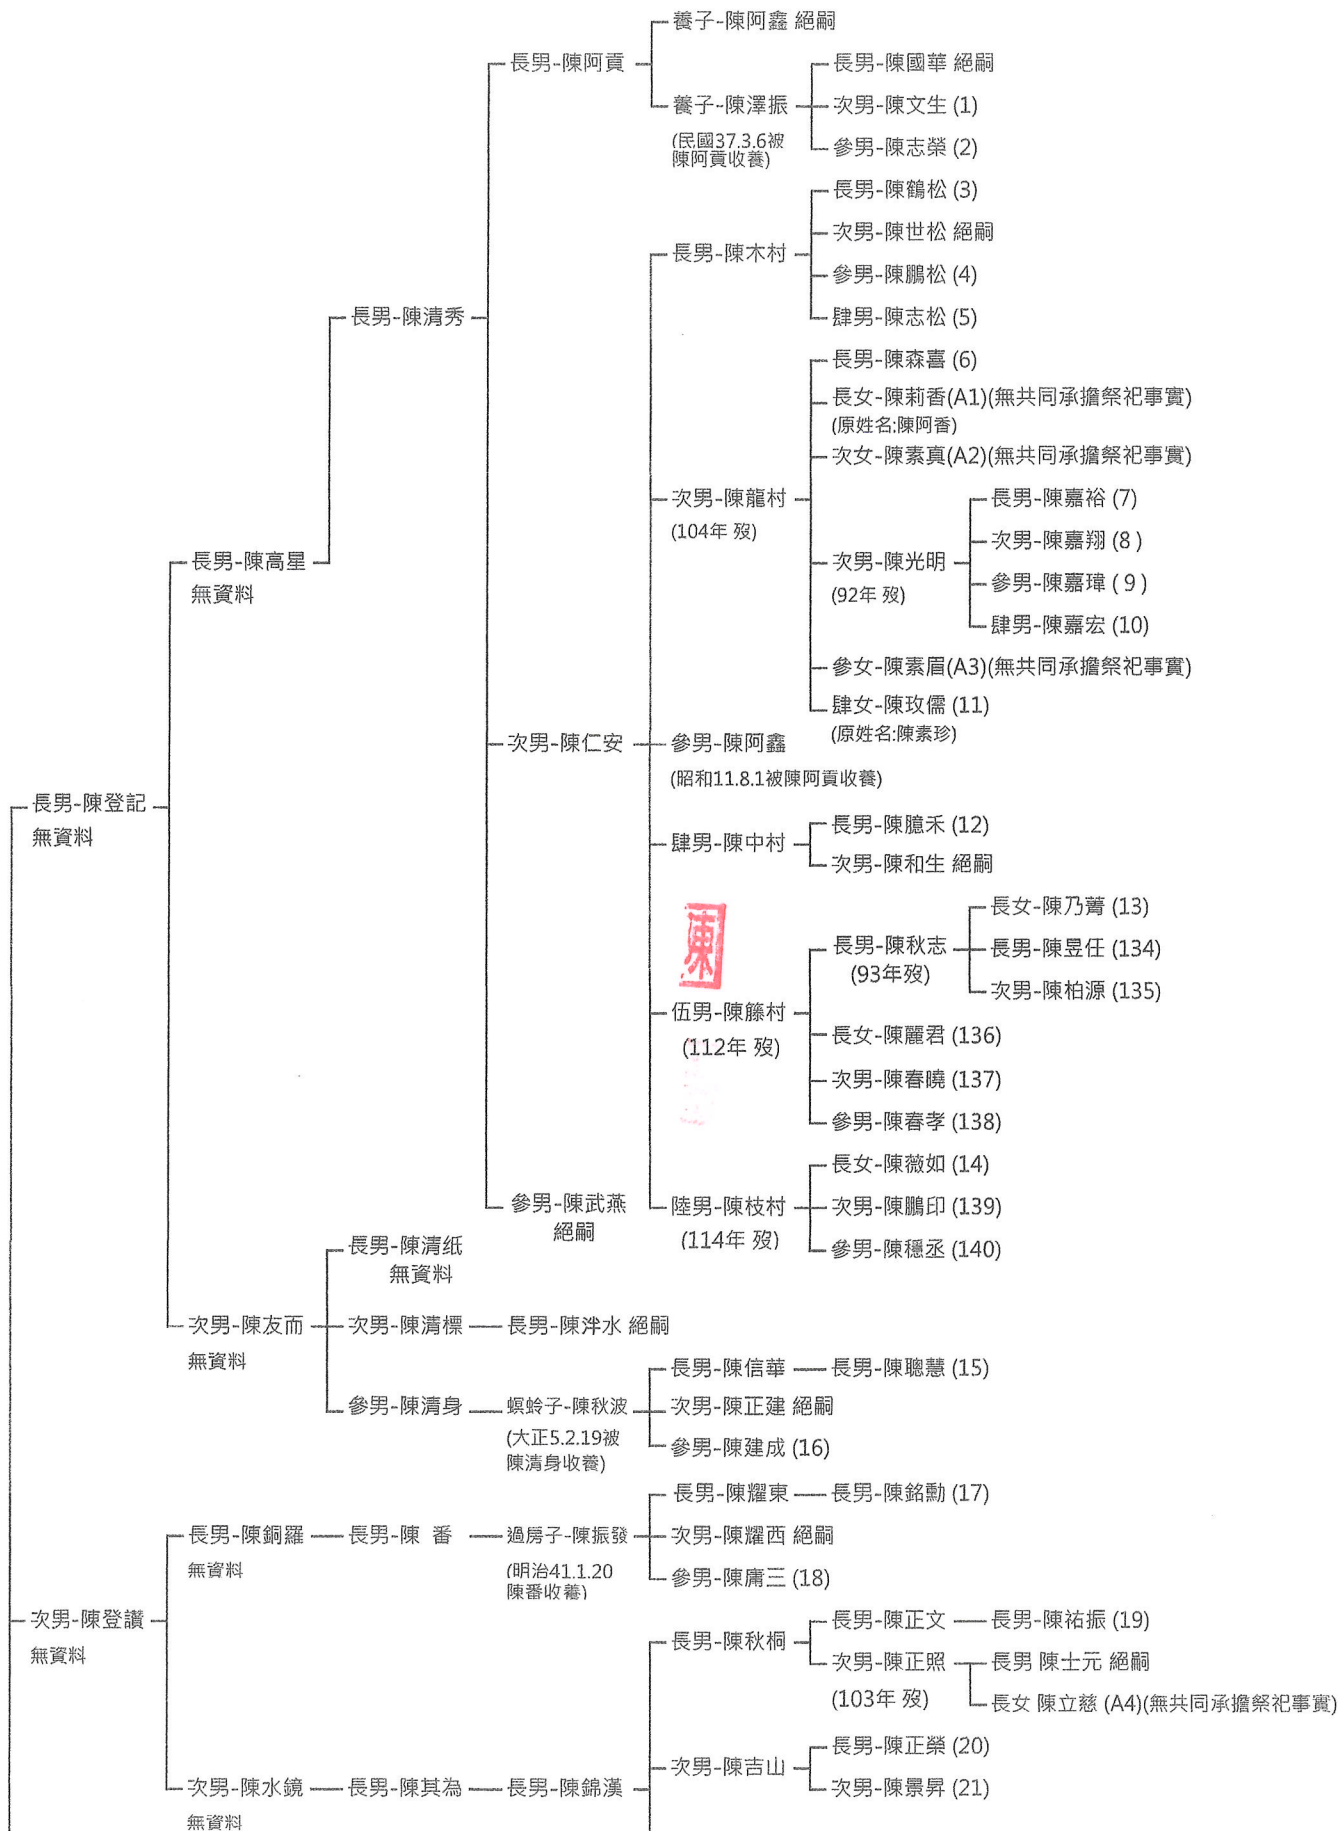 養子-陳阿鑫 絕嗣
長男-陳阿貢
長男-陳國華 絕嗣
養子-陳澤振
次男-陳文生 (1)
(民國37.3.6被
陳阿貢收養)
參男-陳志榮 (2)
長男-陳鶴松 (3)
次男-陳世松 絕嗣
長男-陳木村
參男-陳鵬松 (4)
長男-陳清秀
肆男-陳志松 (5)
長男-陳森喜 (6)
長女-陳莉香(A1)(無共同承擔祭祀事實)
(原姓名:陳阿香)
次女-陳素真(A2)(無共同承擔祭祀事實)
次男-陳龍村
(104年 歿)
長男-陳嘉裕 (7)
次男-陳嘉翔 (8 )
長男-陳高星
無資料
次男-陳光明
(92年 歿)
參男-陳嘉瑋 ( 9 )
肆男-陳嘉宏 (10)
參女-陳素眉(A3)(無共同承擔祭祀事實)
肆女-陳玫儒 (11)
(原姓名:陳素珍)
次男-陳仁安
參男-陳阿鑫
(昭和11.8.1被陳阿貢收養)
長男-陳登記
無資料
長男-陳臆禾 (12)
肆男-陳中村
次男-陳和生 絕嗣
陳
長女-陳乃菁 (13)
長男-陳秋志
(93年歿)
長男-陳昱任 (134)
次男-陳柏源 (135)
伍男-陳籐村
(112年 歿)
長女-陳麗君 (136)
次男-陳春曉 (137)
參男-陳春孝 (138)
長女-陳薇如 (14)
參男-陳武燕
絕嗣
陸男-陳枝村
(114年 歿)
次男-陳鵬印 (139)
參男-陳穩丞 (140)
長男-陳清纸
無資料
次男-陳友而
無資料
次男-陳清標
長男-陳泮水 絕嗣
長男-陳信華
長男-陳聰慧 (15)
參男-陳清身
螟蛉子-陳秋波
(大正5.2.19被
陳清身收養)
次男-陳正建 絕嗣
參男-陳建成 (16)
長男-陳耀東
長男-陳銘勳 (17)
長男-陳銅羅
無資料
長男-陳 番
過房子-陳振發
(明治41.1.20
陳番收養)
次男-陳耀西 絕嗣
參男-陳庸三 (18)
次男-陳登讃
無資料
長男-陳秋桐
長男-陳正文
長男-陳祐振 (19)
次男-陳正照
(103年 歿)
長男 陳士元 絕嗣
長女 陳立慈 (A4)(無共同承擔祭祀事實)
次男-陳吉山
長男-陳正榮 (20)
次男-陳景昇 (21)
次男-陳水鏡
無資料
長男-陳其為
長男-陳錦漢